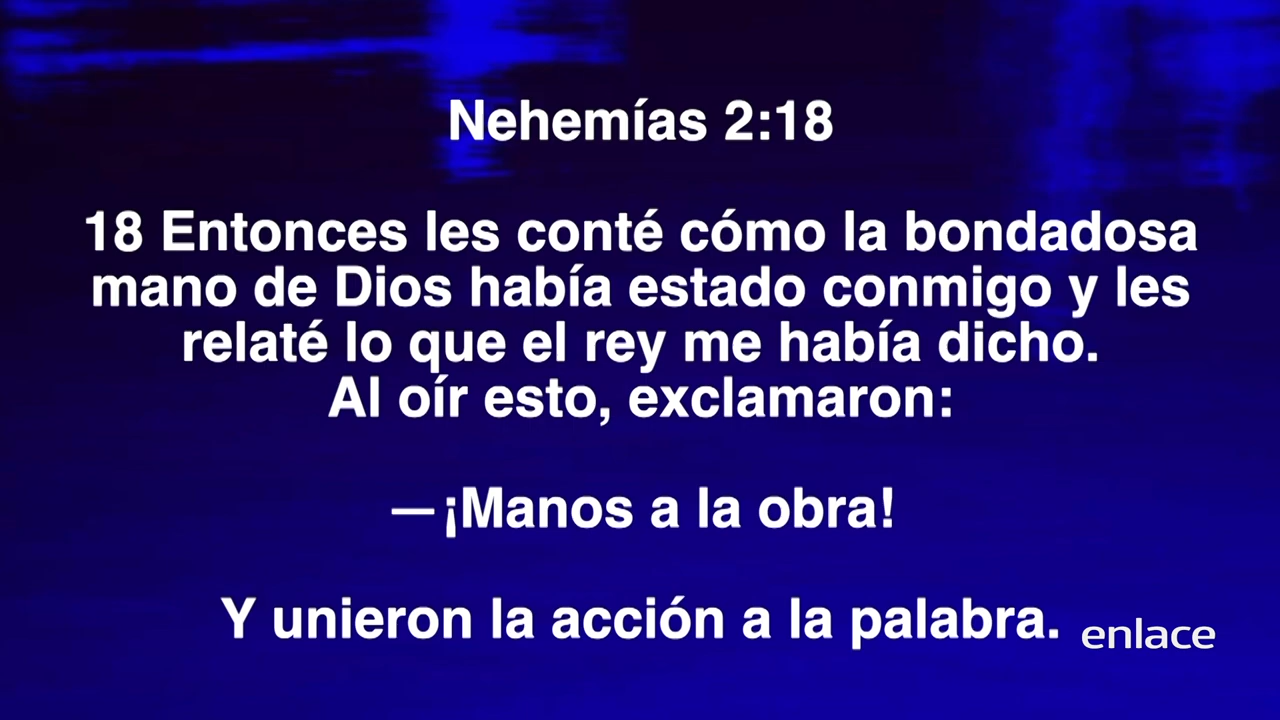 Nehemías 2:18
18 Entonces les conté cómo la bondadosa
mano de Dios había estado conmigo y les
relaté lo que el rey me había dicho.
Al oír esto, exclamaron:
—¡Manos a la obra!
Y unieron la acción a la palabra.
enlace